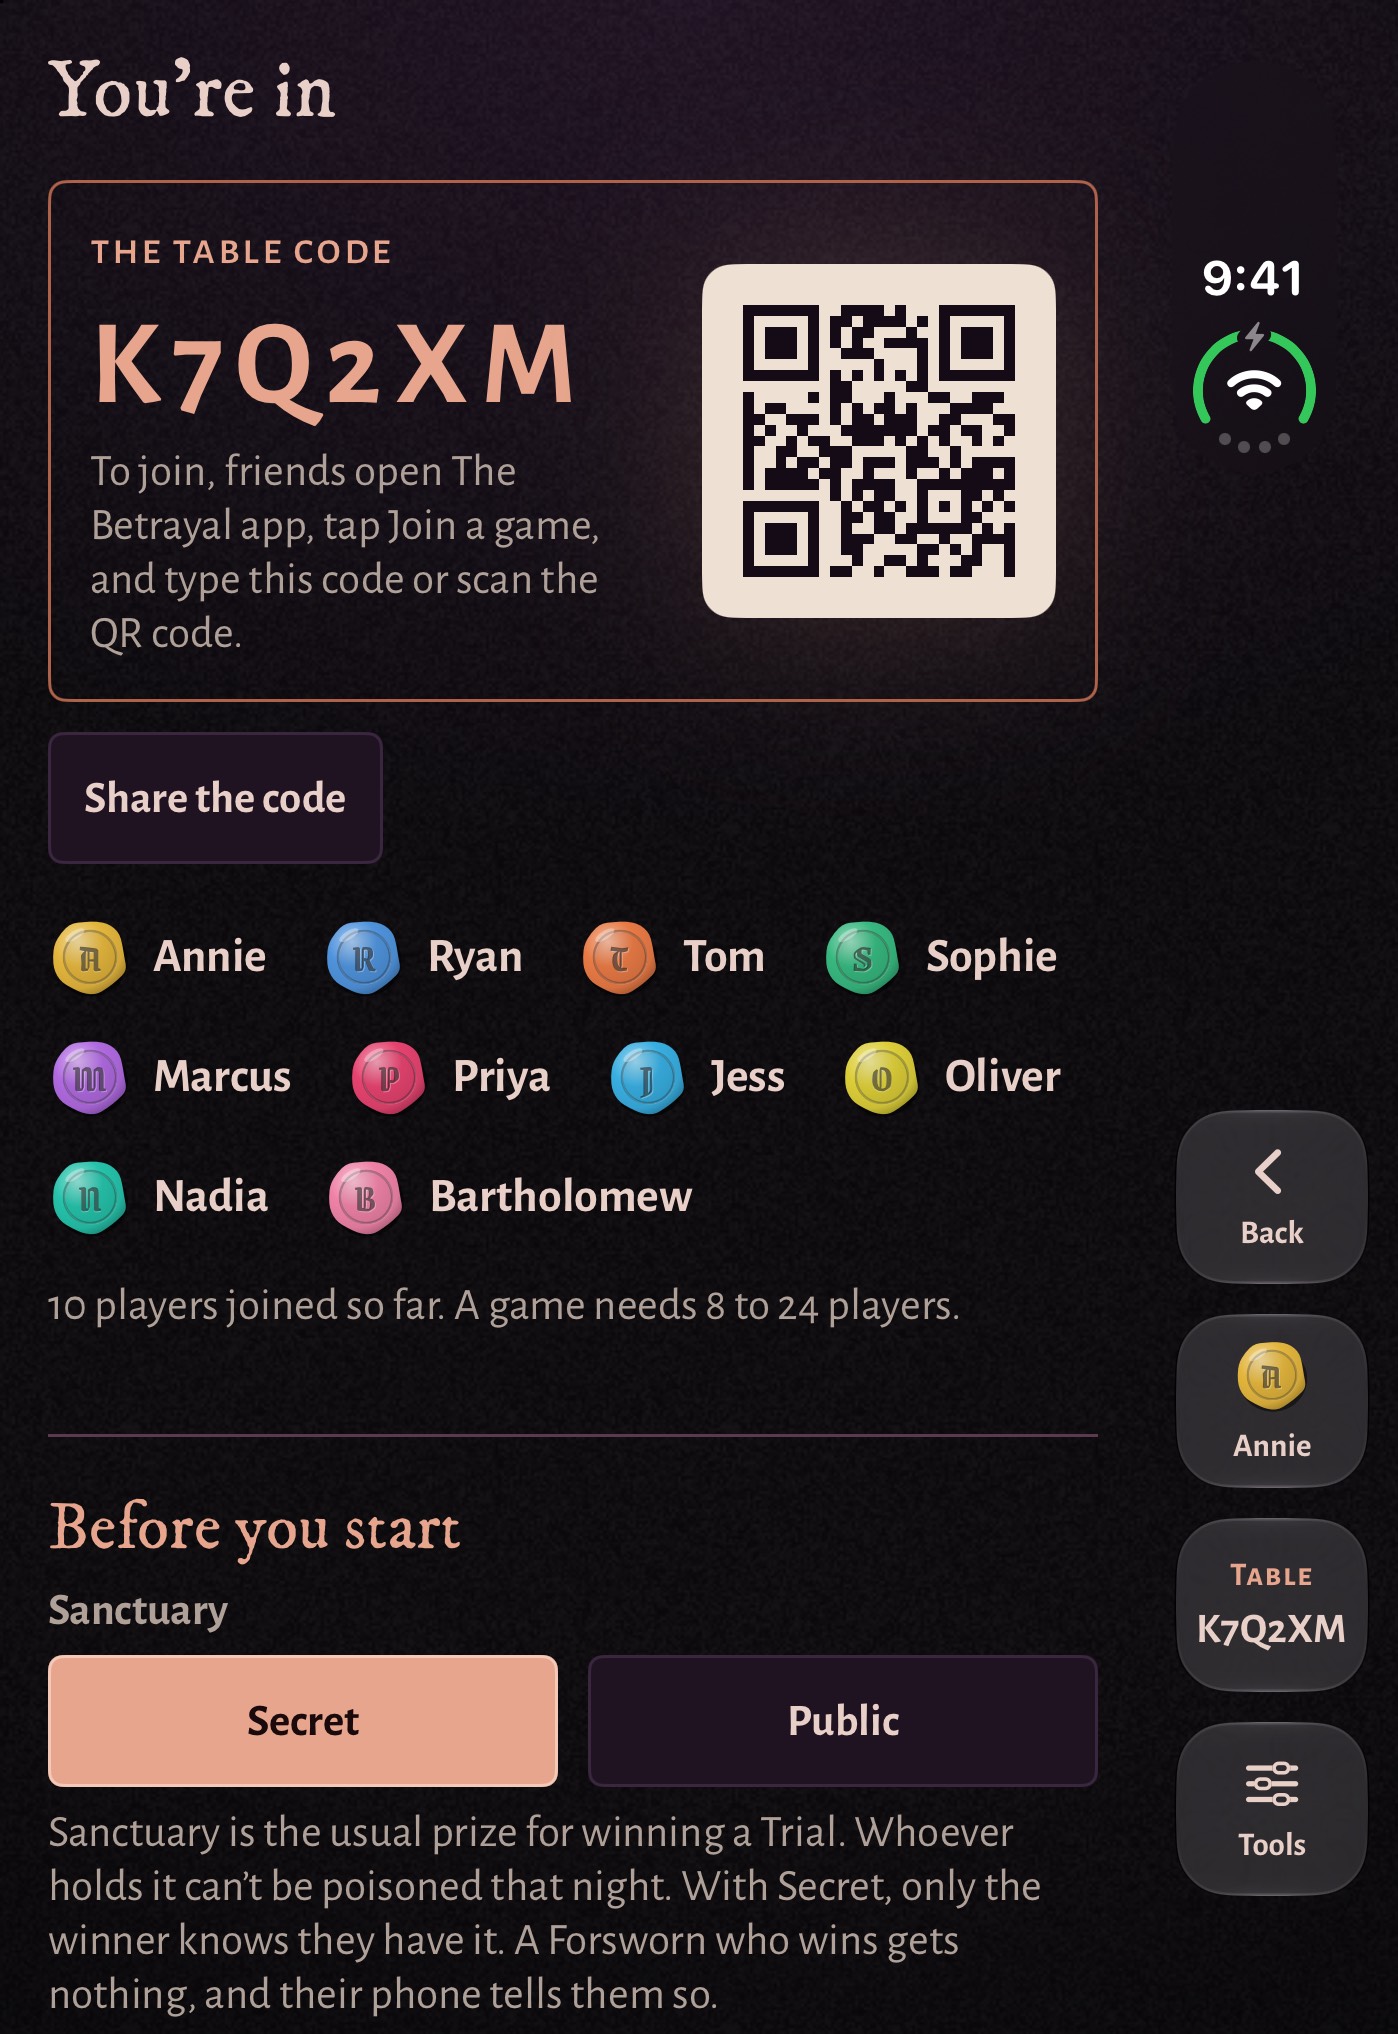 You're in
THE TABLE CODE
K7Q2XM
To join, friends open The
Betrayal app, tap Join a game,
and type this code or scan the
QR code.
9:41
Share the code
A Annie R Ryan T Tom S Sophie
M Marcus P Priya J Jess O Oliver
N Nadia B Bartholomew
10 players joined so far. A game needs 8 to 24 players.
Back
A
Annie
Before you start
Sanctuary
TABLE
K7Q2XM
Secret Public
Tools
Sanctuary is the usual prize for winning a Trial. Whoever
holds it can't be poisoned that night. With Secret, only the
winner knows they have it. A Forsworn who wins gets
nothing, and their phone tells them so.